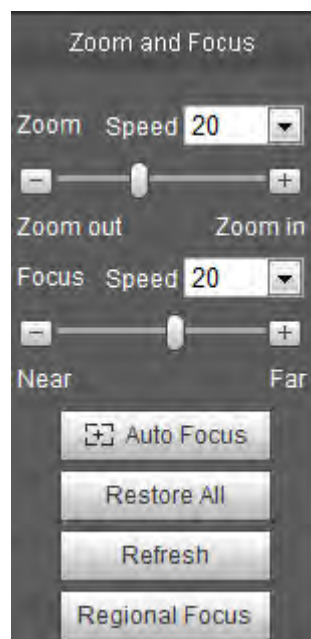 Zoom and Focus
Zoom Speed 20
Zoom out Zoom in
Focus Speed 20
Near Far
Auto Focus
Restore All
Refresh
Regional Focus